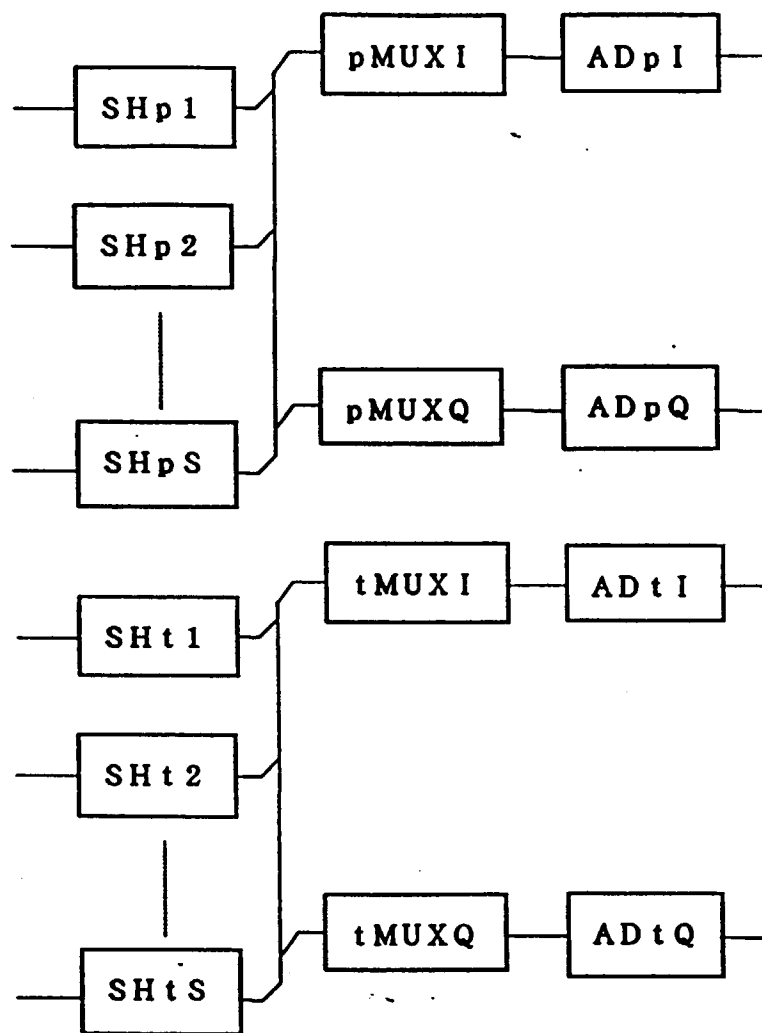 pMUXI
ADpI
SHp1
SHp2
pMUXQ
ADpQ
SHpS
tMUXI
ADtI
SHt1
SHt2
tMUXQ
ADtQ
SHtS